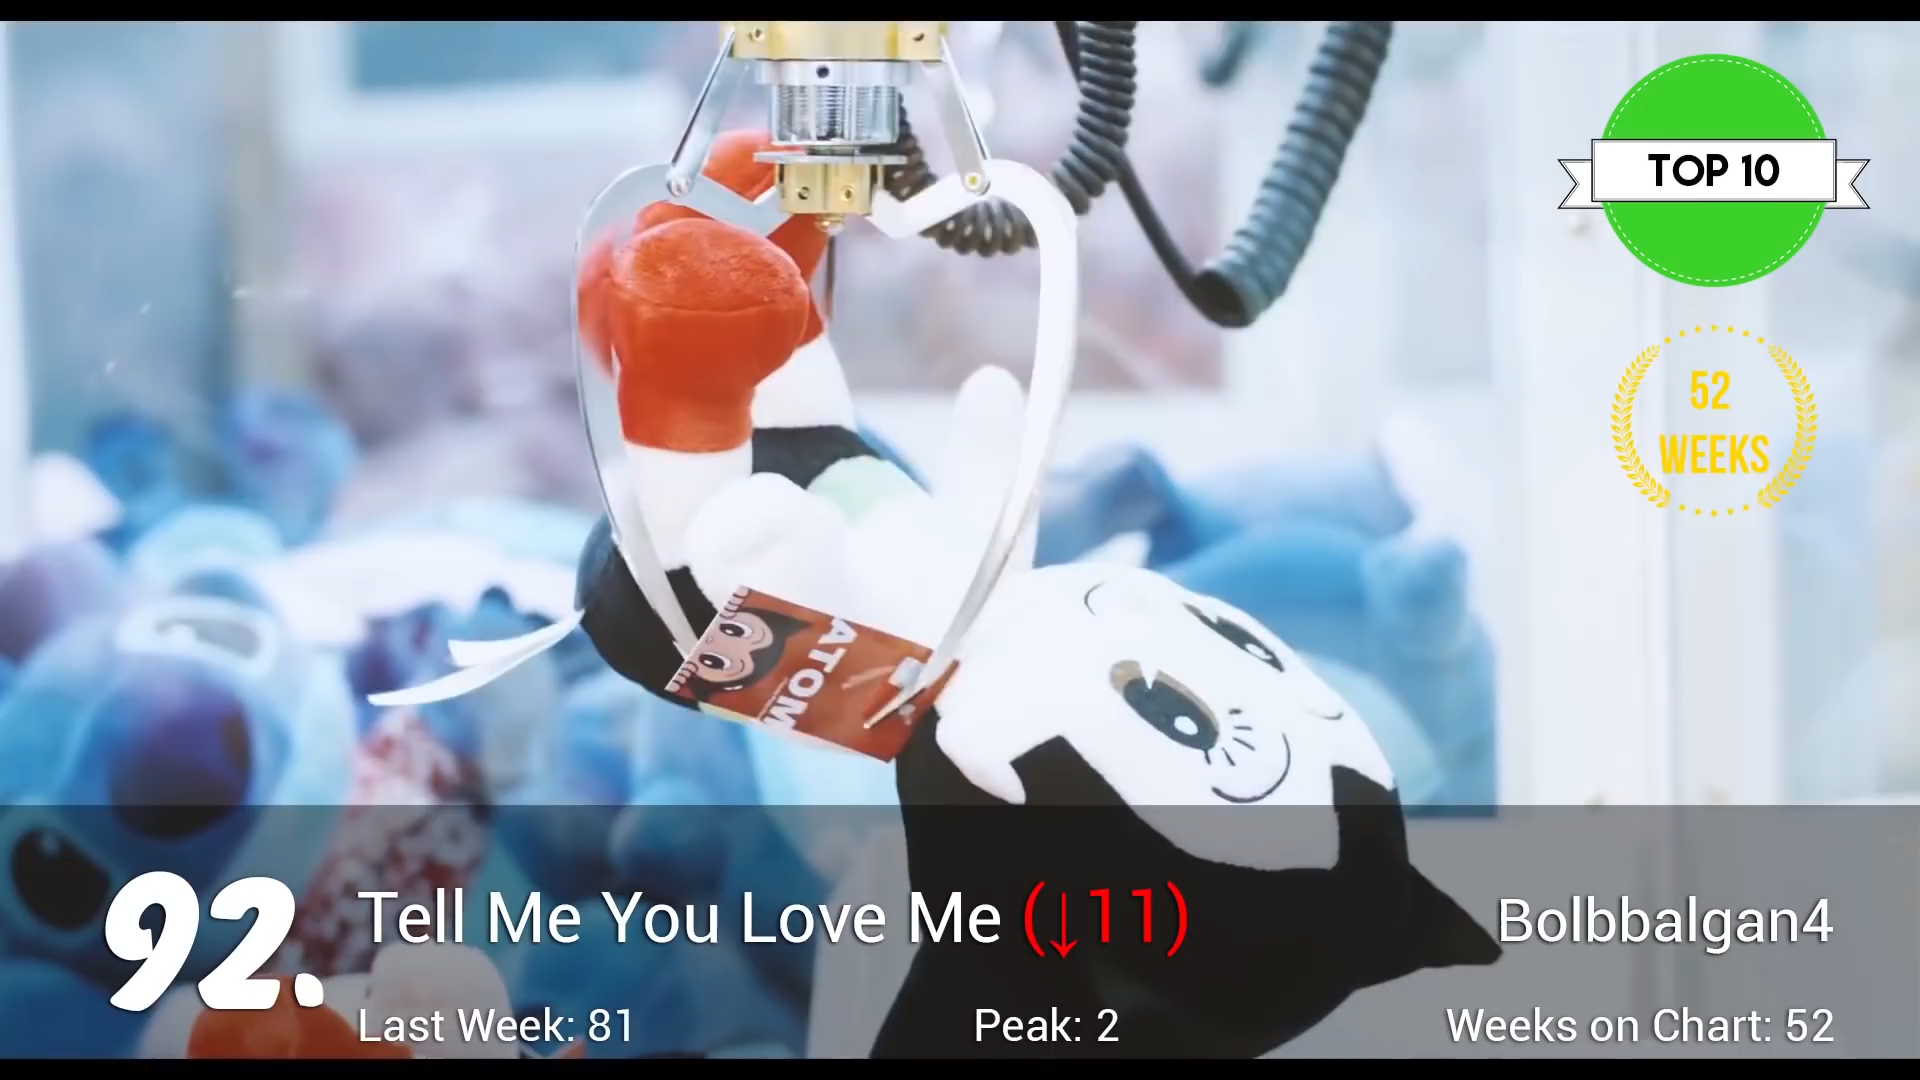 TOP 10
52
WEEKS
ATOM
92.
Tell Me You Love Me (↓11)
Bolbbalgan4
Last Week: 81
Peak: 2
Weeks on Chart: 52